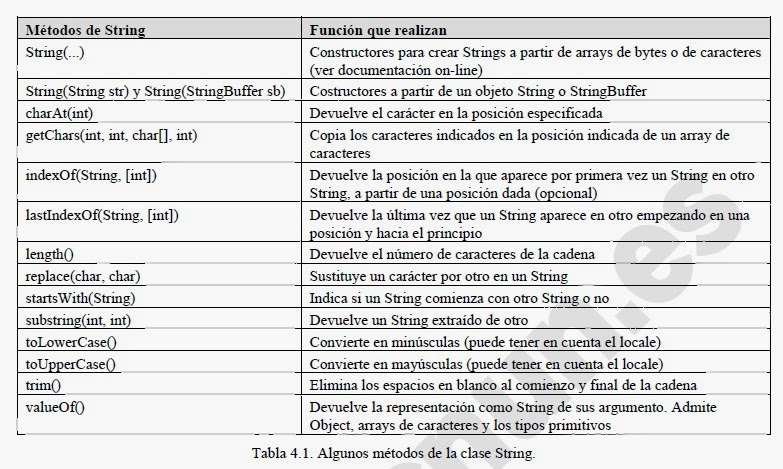 Métodos de String Función que realizan
String(...) Constructores para crear Strings a partir de arrays de bytes o de caracteres
(ver documentación on-line)
String(String str) y String(StringBuffer sb) Costructores a partir de un objeto String o StringBuffer
charAt(int) Devuelve el carácter en la posición especificada
getChars(int, int, char[], int) Copia los caracteres indicados en la posición indicada de un array de
caracteres
indexOf(String, [int]) Devuelve la posición en la que aparece por primera vez un String en otro
String, a partir de una posición dada (opcional)
lastIndexOf(String, [int]) Devuelve la última vez que un String aparece en otro empezando en una
posición y hacia el principio
length() Devuelve el número de caracteres de la cadena
replace(char, char) Sustituye un carácter por otro en un String
startsWith(String) Indica si un String comienza con otro String o no
substring(int, int) Devuelve un String extraído de otro
toLowerCase() Convierte en minúsculas (puede tener en cuenta el locale)
toUpperCase() Convierte en mayúsculas (puede tener en cuenta el locale)
trim() Elimina los espacios en blanco al comienzo y final de la cadena
valueOf() Devuelve la representación como String de sus argumento. Admite
Object, arrays de caracteres y los tipos primitivos
Tabla 4.1. Algunos métodos de la clase String.